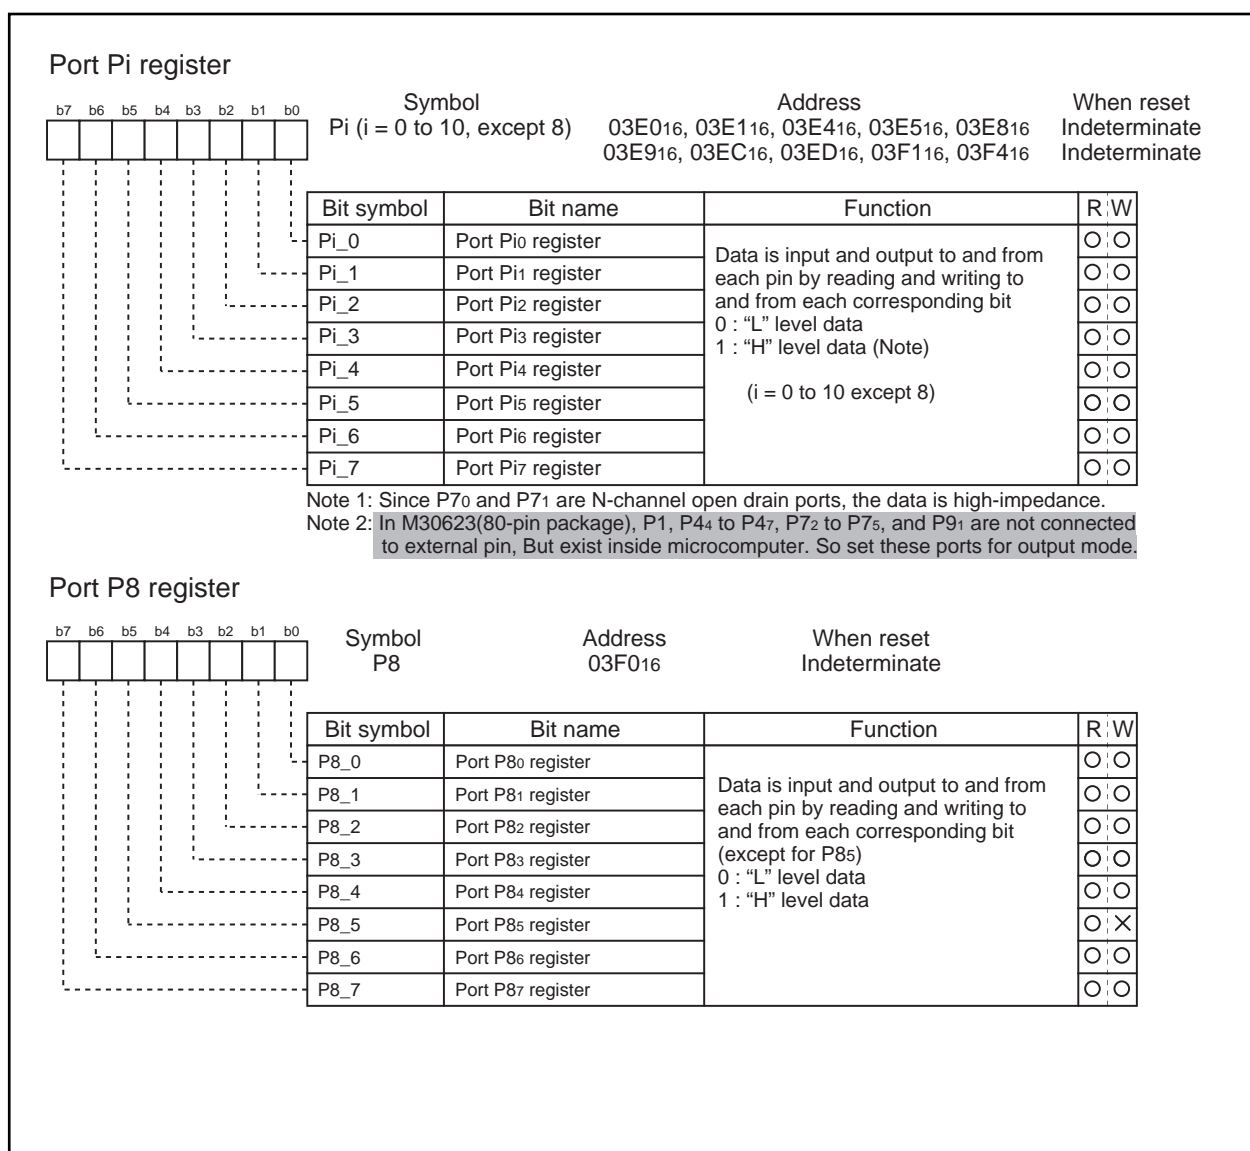 Port Pi register
b7 b6 b5 b4 b3 b2 b1 b0
Symbol Address When reset
Pi (i = 0 to 10, except 8) 03E016, 03E116, 03E416, 03E516, 03E816 Indeterminate
03E916, 03EC16, 03ED16, 03F116, 03F416 Indeterminate
Bit symbol Bit name Function R W
Pi_0 Port Pi0 register
Pi_1 Port Pi1 register
Pi_2 Port Pi2 register
Pi_3 Port Pi3 register
Pi_4 Port Pi4 register
Pi_5 Port Pi5 register
Pi_6 Port Pi6 register
Pi_7 Port Pi7 register
Data is input and output to and from
each pin by reading and writing to
and from each corresponding bit
0 : “L” level data
1 : “H” level data (Note)
(i = 0 to 10 except 8)
Note 1: Since P70 and P71 are N-channel open drain ports, the data is high-impedance.
Note 2: In M30623(80-pin package), P1, P44 to P47, P72 to P75, and P91 are not connected
to external pin, But exist inside microcomputer. So set these ports for output mode.
Port P8 register
b7 b6 b5 b4 b3 b2 b1 b0
Symbol Address When reset
P8 03F016 Indeterminate
Bit symbol Bit name Function R W
P8_0 Port P80 register
P8_1 Port P81 register
P8_2 Port P82 register
P8_3 Port P83 register
P8_4 Port P84 register
P8_5 Port P85 register
P8_6 Port P86 register
P8_7 Port P87 register
Data is input and output to and from
each pin by reading and writing to
and from each corresponding bit
(except for P85)
0 : “L” level data
1 : “H” level data